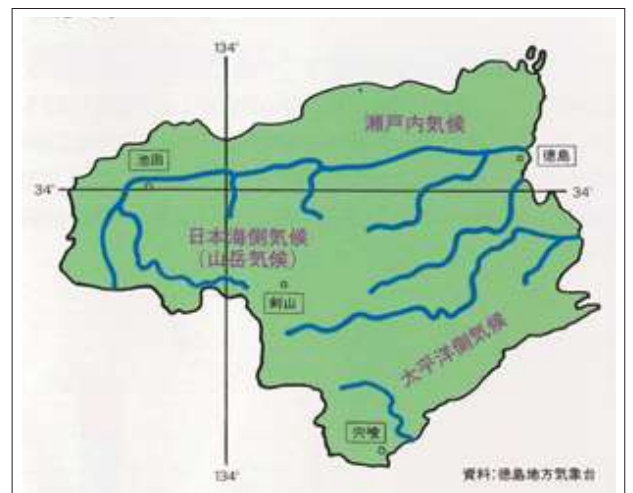 134°
瀬戸内気候
池田
徳島
34°
34°
日本海側気候
(山岳気候)
剣山
太平洋側気候
宍喰
134°
資料:徳島地方気象台